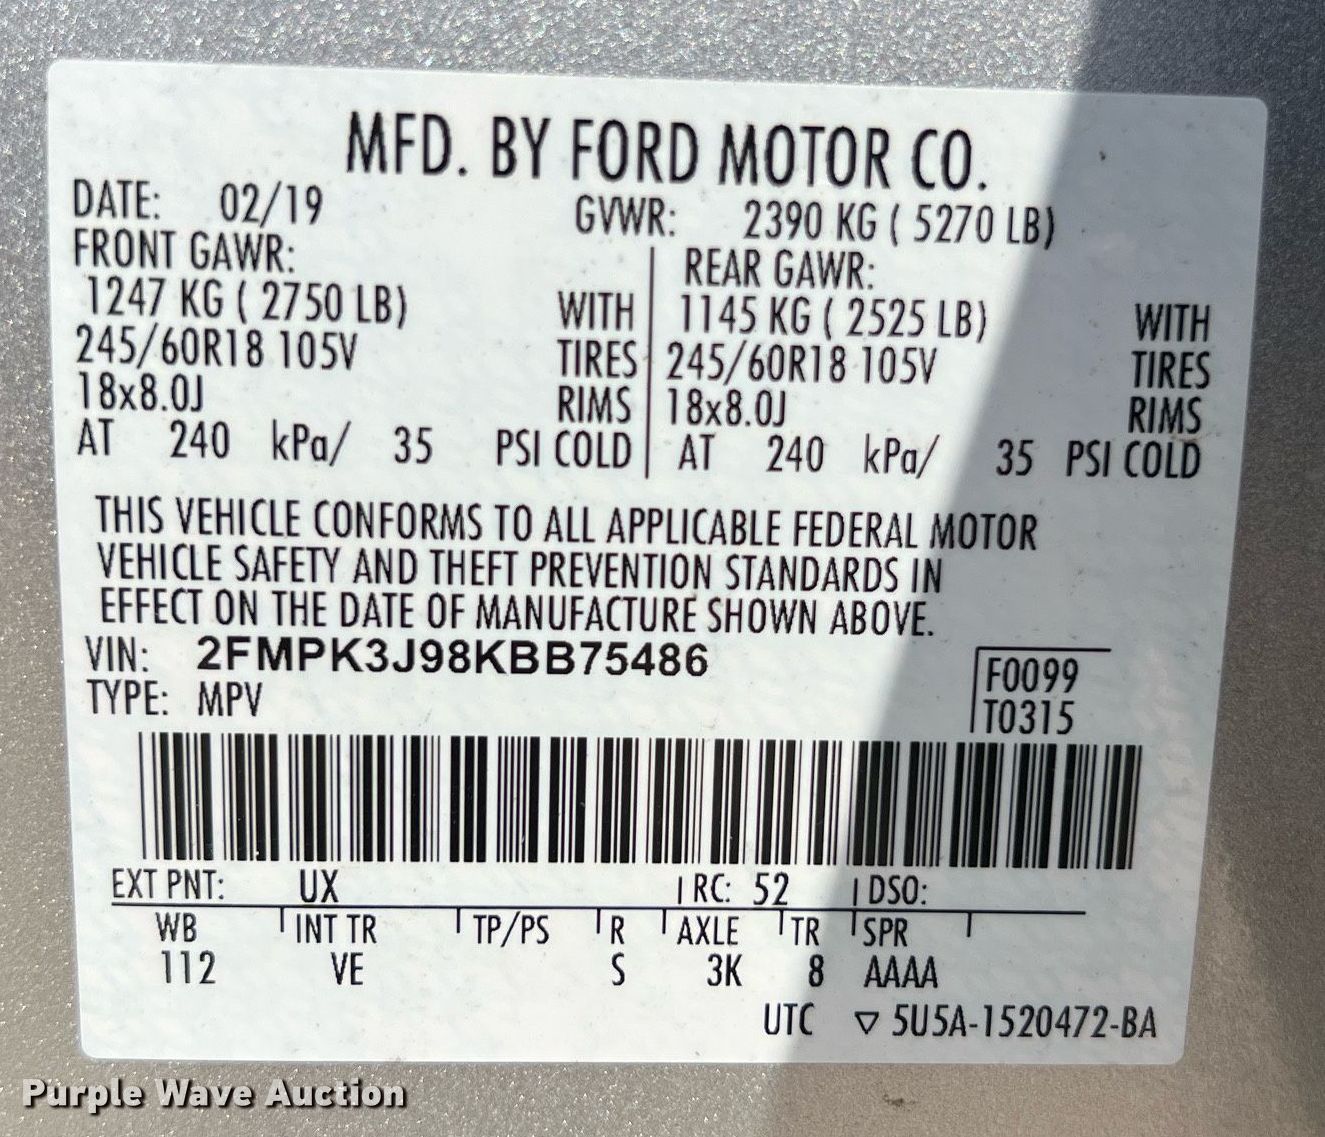 MFD. BY FORD MOTOR CO.
DATE: 02/19 GVWR: 2390 KG ( 5270 LB)
FRONT GAWR: REAR GAWR:
1247 KG ( 2750 LB) WITH 1145 KG ( 2525 LB) WITH
245/60R18 105V TIRES 245/60R18 105V TIRES
18x8.0J RIMS 18x8.0J RIMS
AT 240 kPa/ 35 PSI COLD AT 240 kPa/ 35 PSI COLD
THIS VEHICLE CONFORMS TO ALL APPLICABLE FEDERAL MOTOR
VEHICLE SAFETY AND THEFT PREVENTION STANDARDS IN
EFFECT ON THE DATE OF MANUFACTURE SHOWN ABOVE.
VIN: 2FMPK3J98KBB75486
TYPE: MPV
F0099
T0315
EXT PNT: UX RC: 52 DSO:
WB INT TR TP/PS R AXLE TR SPR
112 VE S 3K 8 AAAA
UTC ▽ 5U5A-1520472-BA
Purple Wave Auction